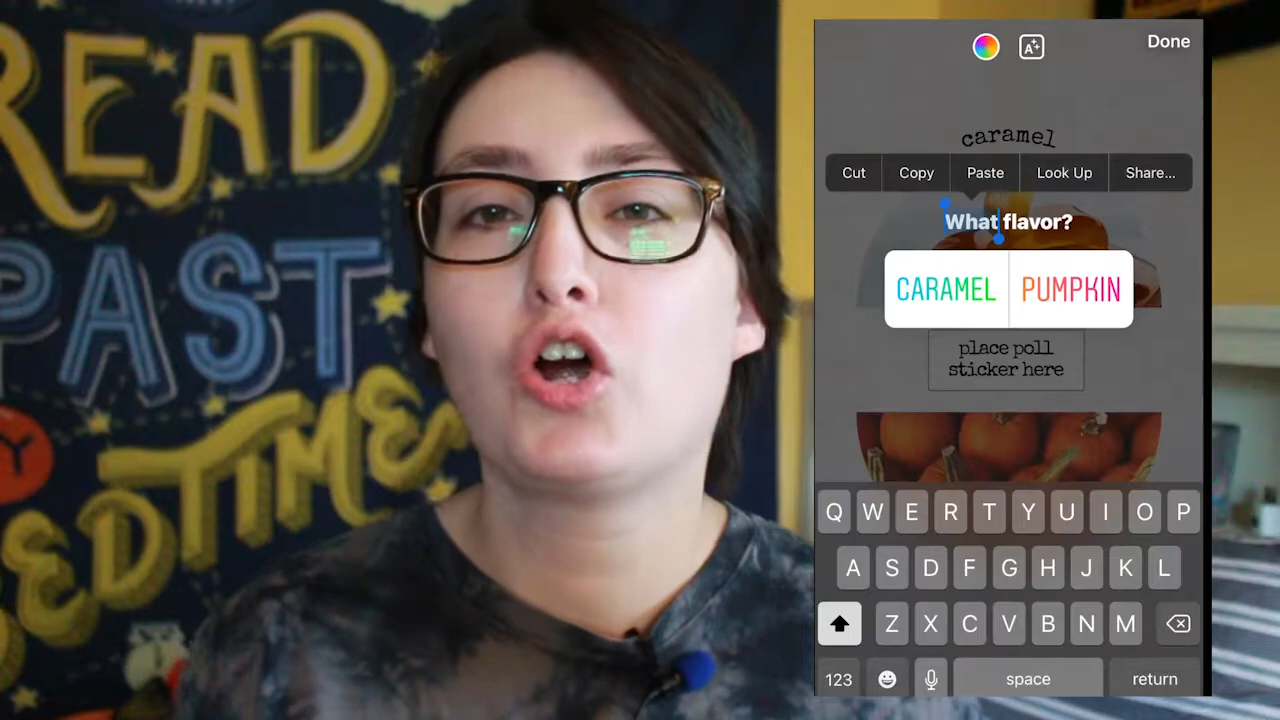 READ
PAST
BEDTIME
Done
caramel
Cut Copy Paste Look Up Share...
What flavor?
CARAMEL PUMPKIN
place poll
sticker here
Q W E R T Y U I O P
A S D F G H J K L
Z X C V B N M
123 space return